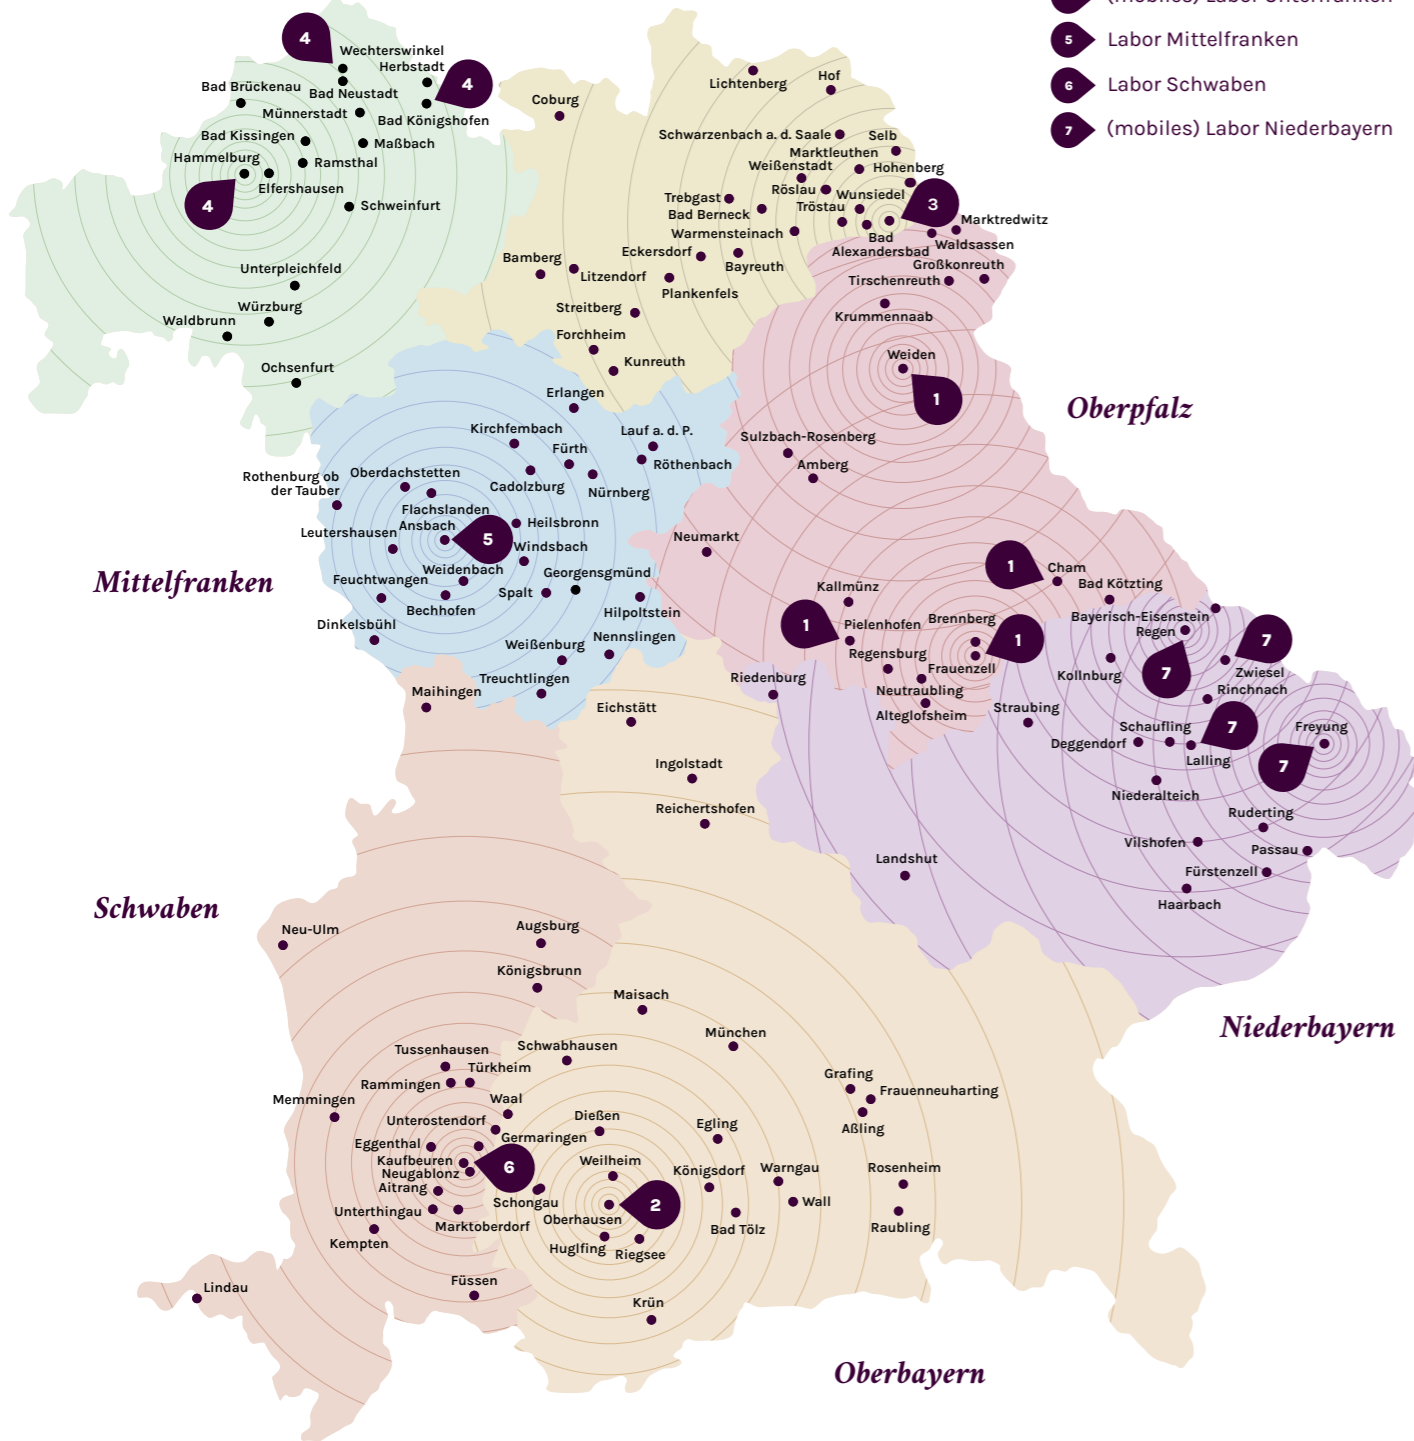 (mobiles) Labor Unterfranken
5 Labor Mittelfranken
6 Labor Schwaben
7 (mobiles) Labor Niederbayern
4
Wechterswinkel
Herbstadt
4
Bad Brückenau
Bad Neustadt
Münnerstadt
Bad Königshofen
Bad Kissingen
Maßbach
Hammelburg
Ramsthal
Elfershausen
4
Schweinfurt
Unterpleichfeld
Würzburg
Waldbrunn
Ochsenfurt
Lichtenberg
Hof
Coburg
Schwarzenbach a. d. Saale
Selb
Marktleuthen
Weißenstadt
Hohenberg
Röslau
Wunsiedel
Trebgast
Tröstau
3
Bad Berneck
Marktredwitz
Warmensteinach
Bad
Alexandersbad
Waldsassen
Eckersdorf
Bayreuth
Bamberg
Litzendorf
Plankenfels
Streitberg
Forchheim
Kunreuth
Großkonreuth
Tirschenreuth
Krummennaab
Weiden
1
Oberpfalz
Sulzbach-Rosenberg
Amberg
Neumarkt
1
Cham
Bad Kötzting
Kallmünz
1
Pielenhofen
Brennberg
1
Regensburg
Frauenzell
Neutraubling
Alteglofsheim
Erlangen
Kirchfembach
Lauf a. d. P.
Fürth
Röthenbach
Rothenburg ob
der Tauber
Oberdachstetten
Cadolzburg
Nürnberg
Flachslanden
Leutershausen
Ansbach
5
Heilsbronn
Windsbach
Mittelfranken
Feuchtwangen
Weidenbach
Georgensgmünd
Spalt
Bechhofen
Hilpoltstein
Dinkelsbühl
Weißenburg
Nennslingen
Treuchtlingen
Bayerisch-Eisenstein
Regen
7
Kollnburg
7
Zwiesel
Rinchnach
Riedenburg
Straubing
Schaufling
7
Freyung
Deggendorf
Lalling
7
Niederalteich
Ruderting
Vilshofen
Passau
Fürstenzell
Haarbach
Landshut
Niederbayern
Maihingen
Eichstätt
Ingolstadt
Reichertshofen
Schwaben
Neu-Ulm
Augsburg
Königsbrunn
Maisach
München
Schwabhausen
Tussenhausen
Türkheim
Rammingen
Memmingen
Waal
Unterostendorf
Germaringen
Eggenthal
Kaufbeuren
6
Neugablonz
Aitrang
Unterthingau
Marktoberdorf
Kempten
Füssen
Lindau
Grafing
Frauenneuharting
Aßling
Dießen
Egling
Weilheim
Königsdorf
Warngau
Rosenheim
Schongau
2
Wall
Oberhausen
Bad Tölz
Raubling
Huglfing
Riegsee
Krün
Oberbayern